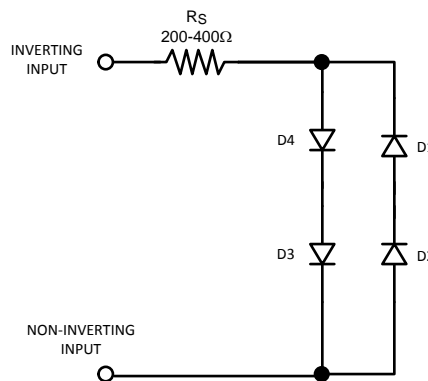 RS
200-400Ω
INVERTING
INPUT
D4
D3
NON-INVERTING
INPUT